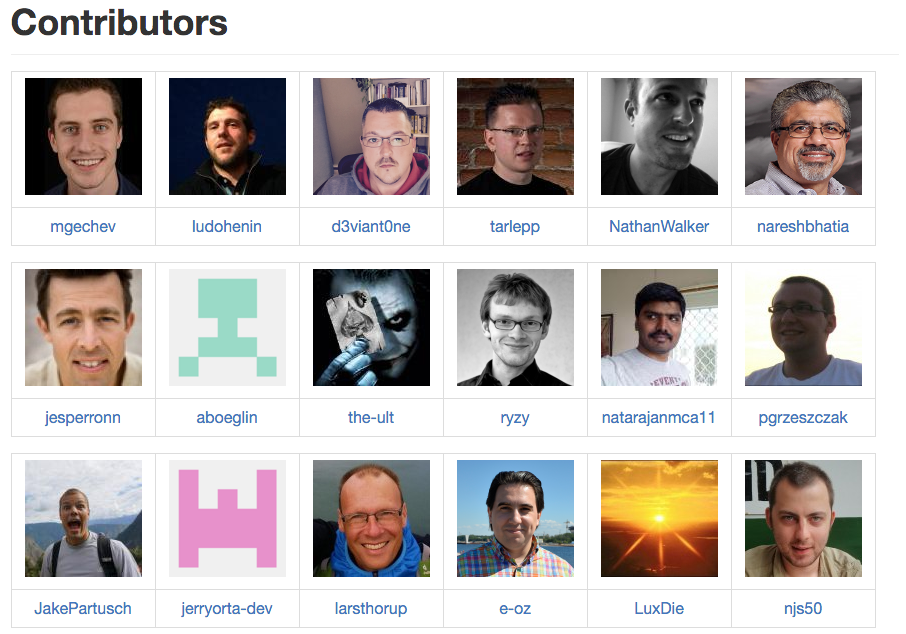 Contributors
mgechev ludohenin d3viant0ne tarlepp NathanWalker nareshbhatia
jesperronn aboeglin the-ult ryzy natarajanmca11 pgrzeszczak
JakePartusch jerryorta-dev larsthorup e-oz LuxDie njs50